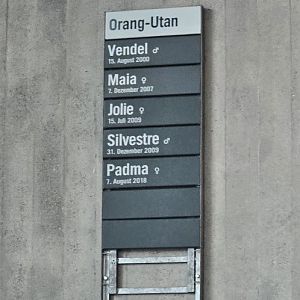 Orang-Utan
Vendel ♂
15. August 2000
Maia ♀
7. Dezember 2007
Jolie ♀
15. Juli 2009
Silvestre ♂
31. Dezember 2009
Padma ♀
7. August 2018